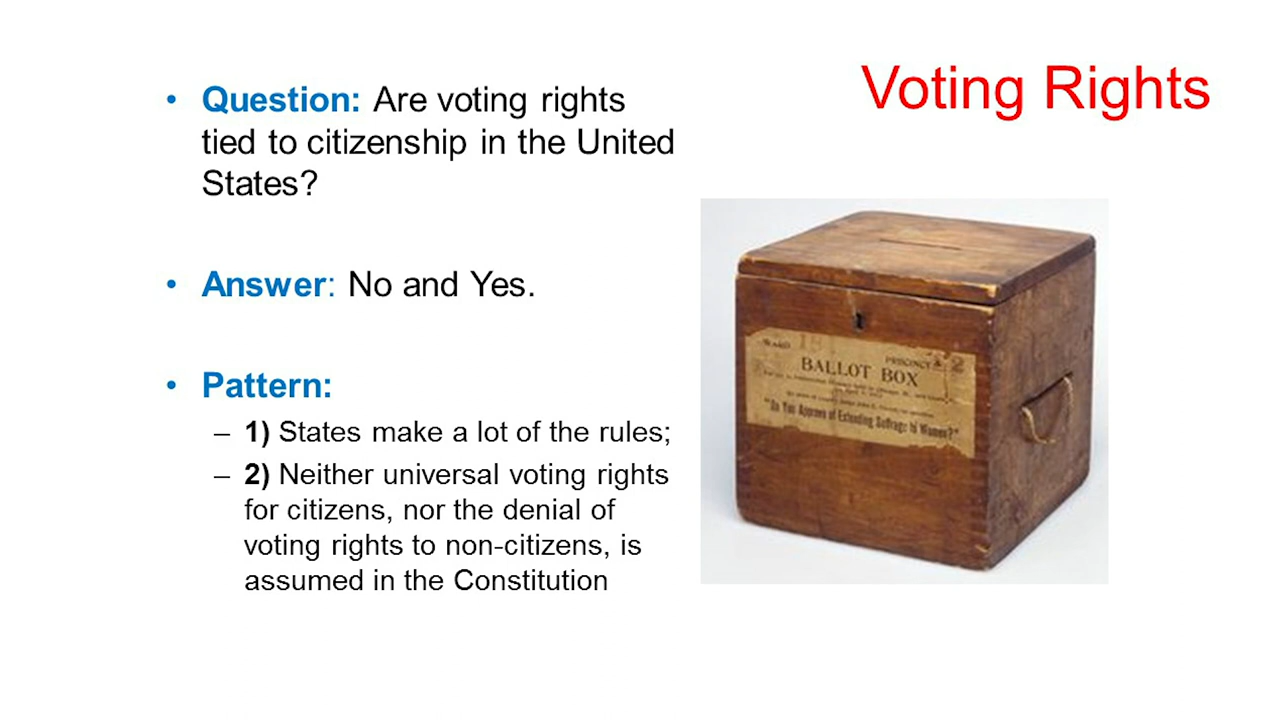 Voting Rights
• Question: Are voting rights
tied to citizenship in the United
States?
• Answer: No and Yes.
• Pattern:
– 1) States make a lot of the rules;
– 2) Neither universal voting rights
for citizens, nor the denial of
voting rights to non-citizens, is
assumed in the Constitution
WARD
PRECINCT
BALLOT BOX
"Do You Approve of Extending Suffrage to Women?"